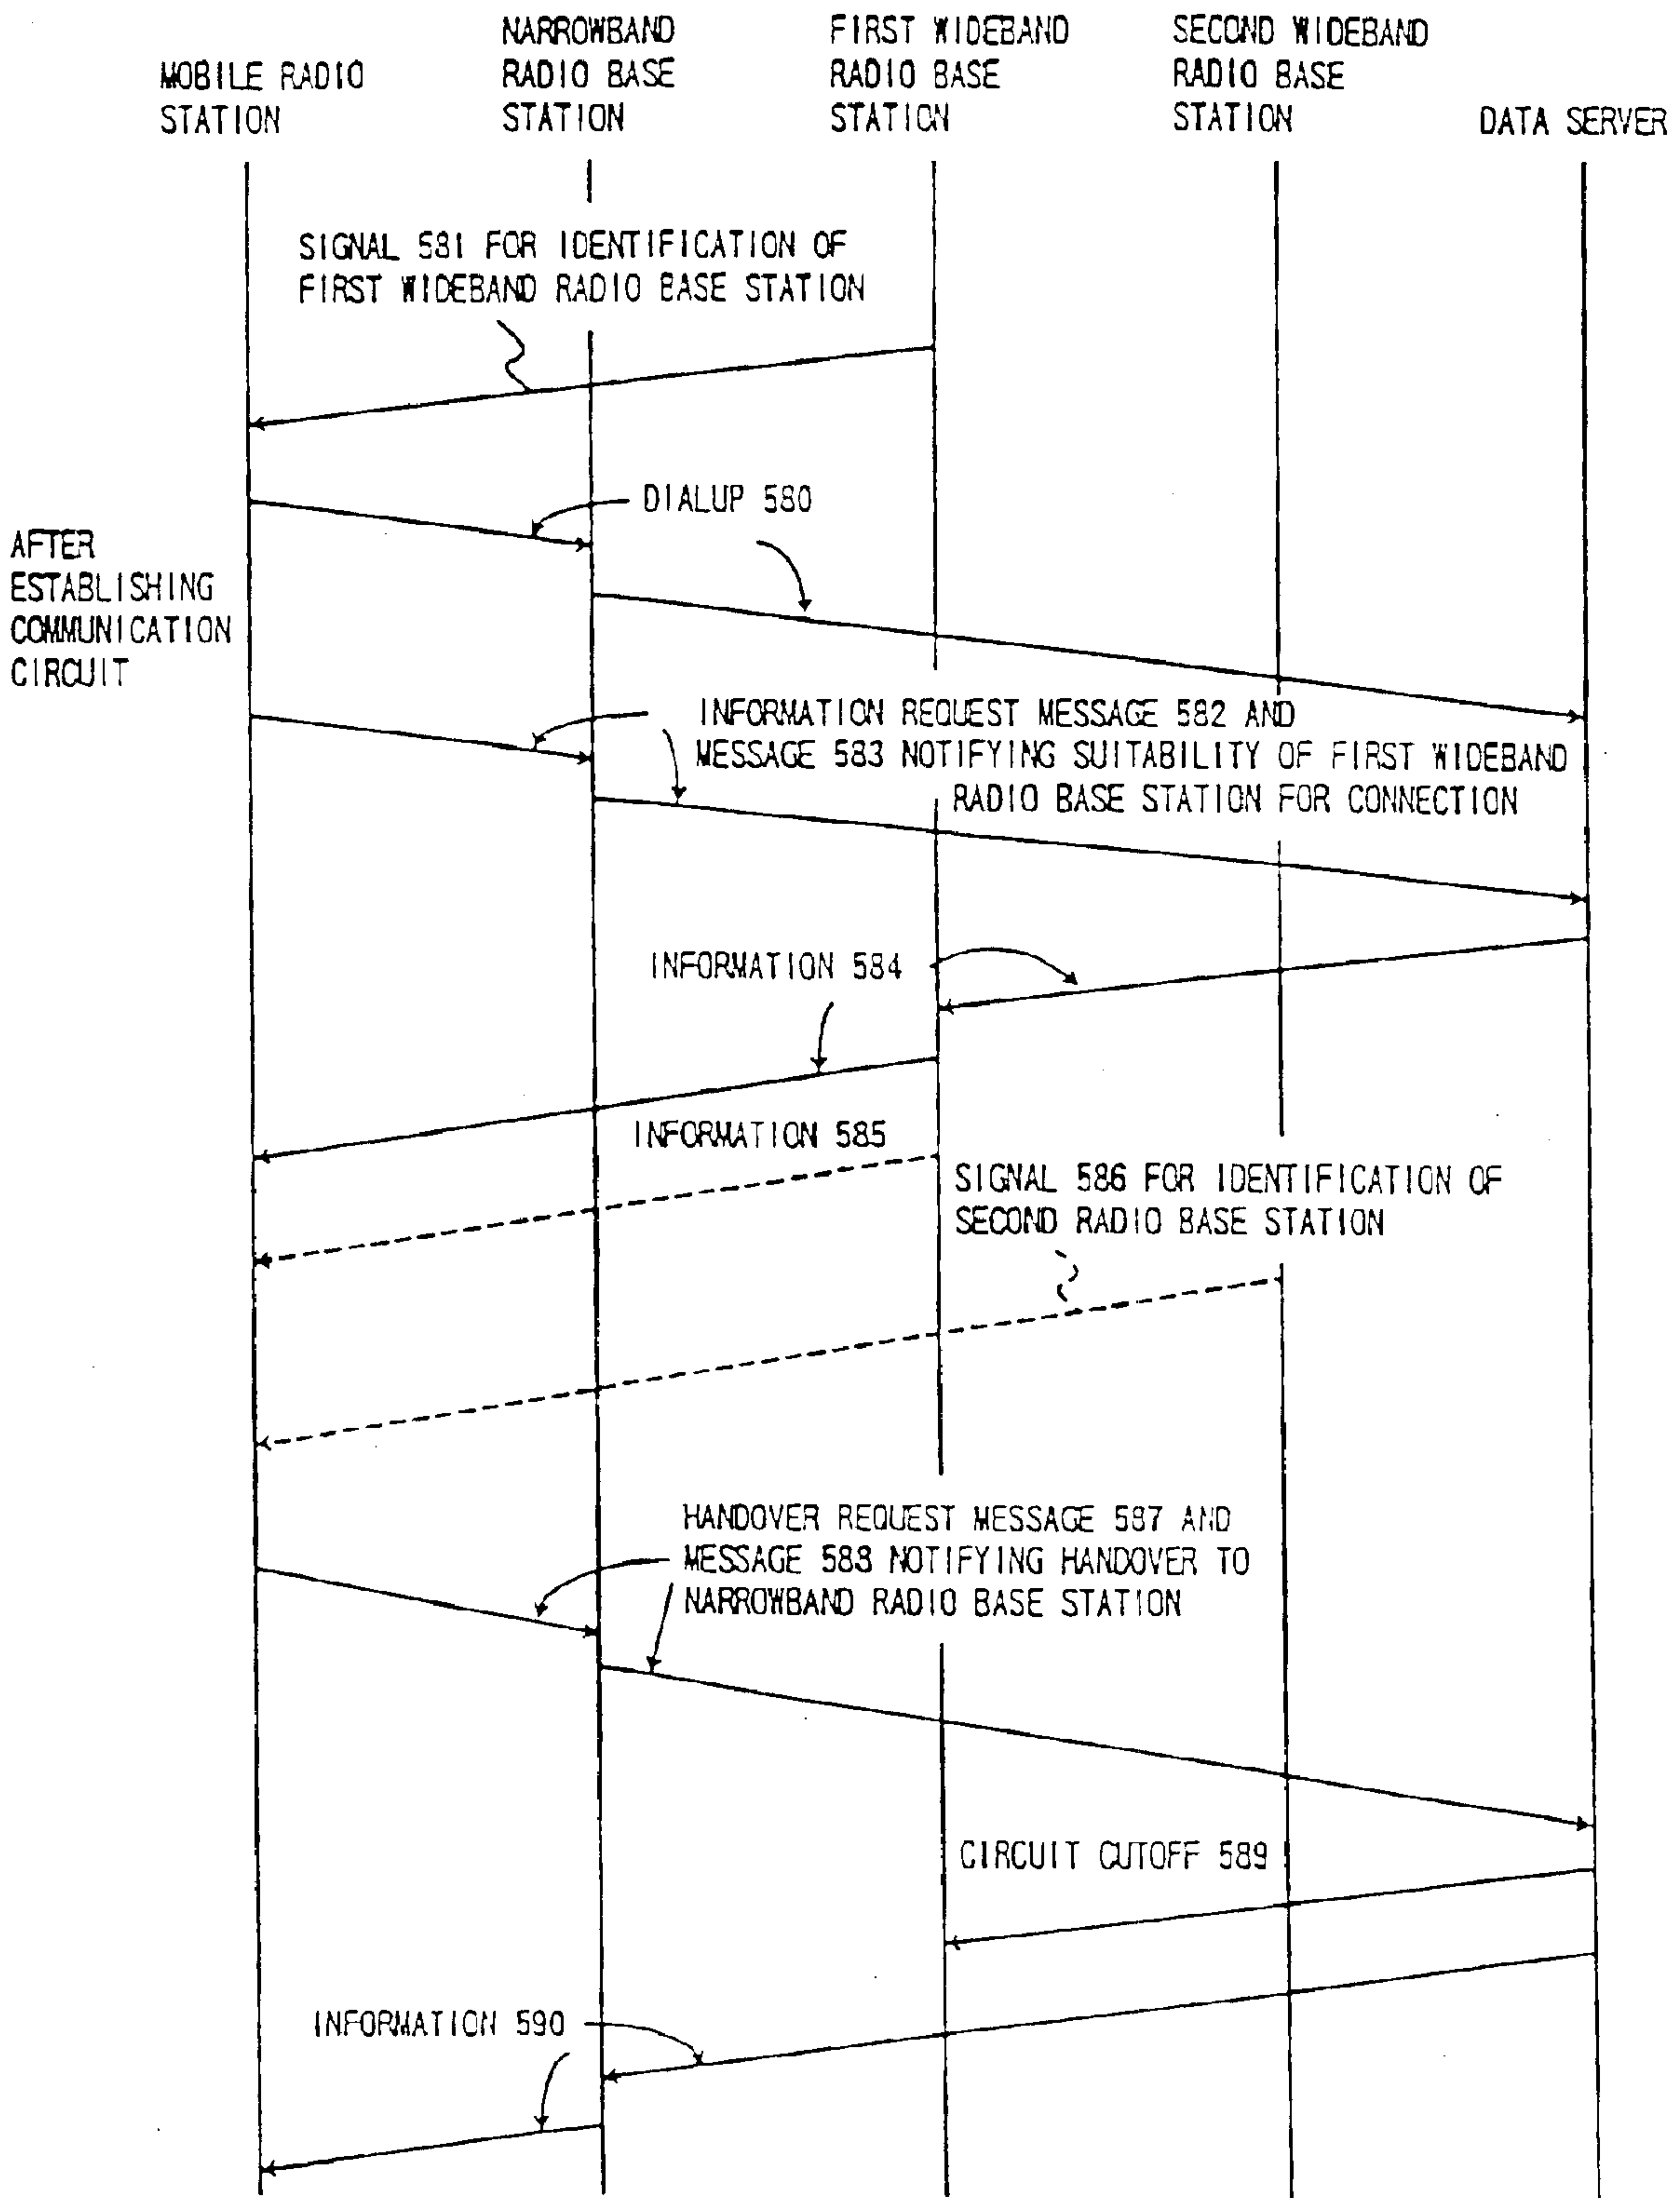 MOBILE RADIO
STATION
NARROWBAND
RADIO BASE
STATION
FIRST WIDEBAND
RADIO BASE
STATION
SECOND WIDEBAND
RADIO BASE
STATION
DATA SERVER
SIGNAL 581 FOR IDENTIFICATION OF
FIRST WIDEBAND RADIO BASE STATION
DIALUP 580
AFTER
ESTABLISHING
COMMUNICATION
CIRCUIT
INFORMATION REQUEST MESSAGE 582 AND
MESSAGE 583 NOTIFYING SUITABILITY OF FIRST WIDEBAND
RADIO BASE STATION FOR CONNECTION
INFORMATION 584
INFORMATION 585
SIGNAL 586 FOR IDENTIFICATION OF
SECOND RADIO BASE STATION
HANDOVER REQUEST MESSAGE 587 AND
MESSAGE 588 NOTIFYING HANDOVER TO
NARROWBAND RADIO BASE STATION
CIRCUIT CUTOFF 589
INFORMATION 590